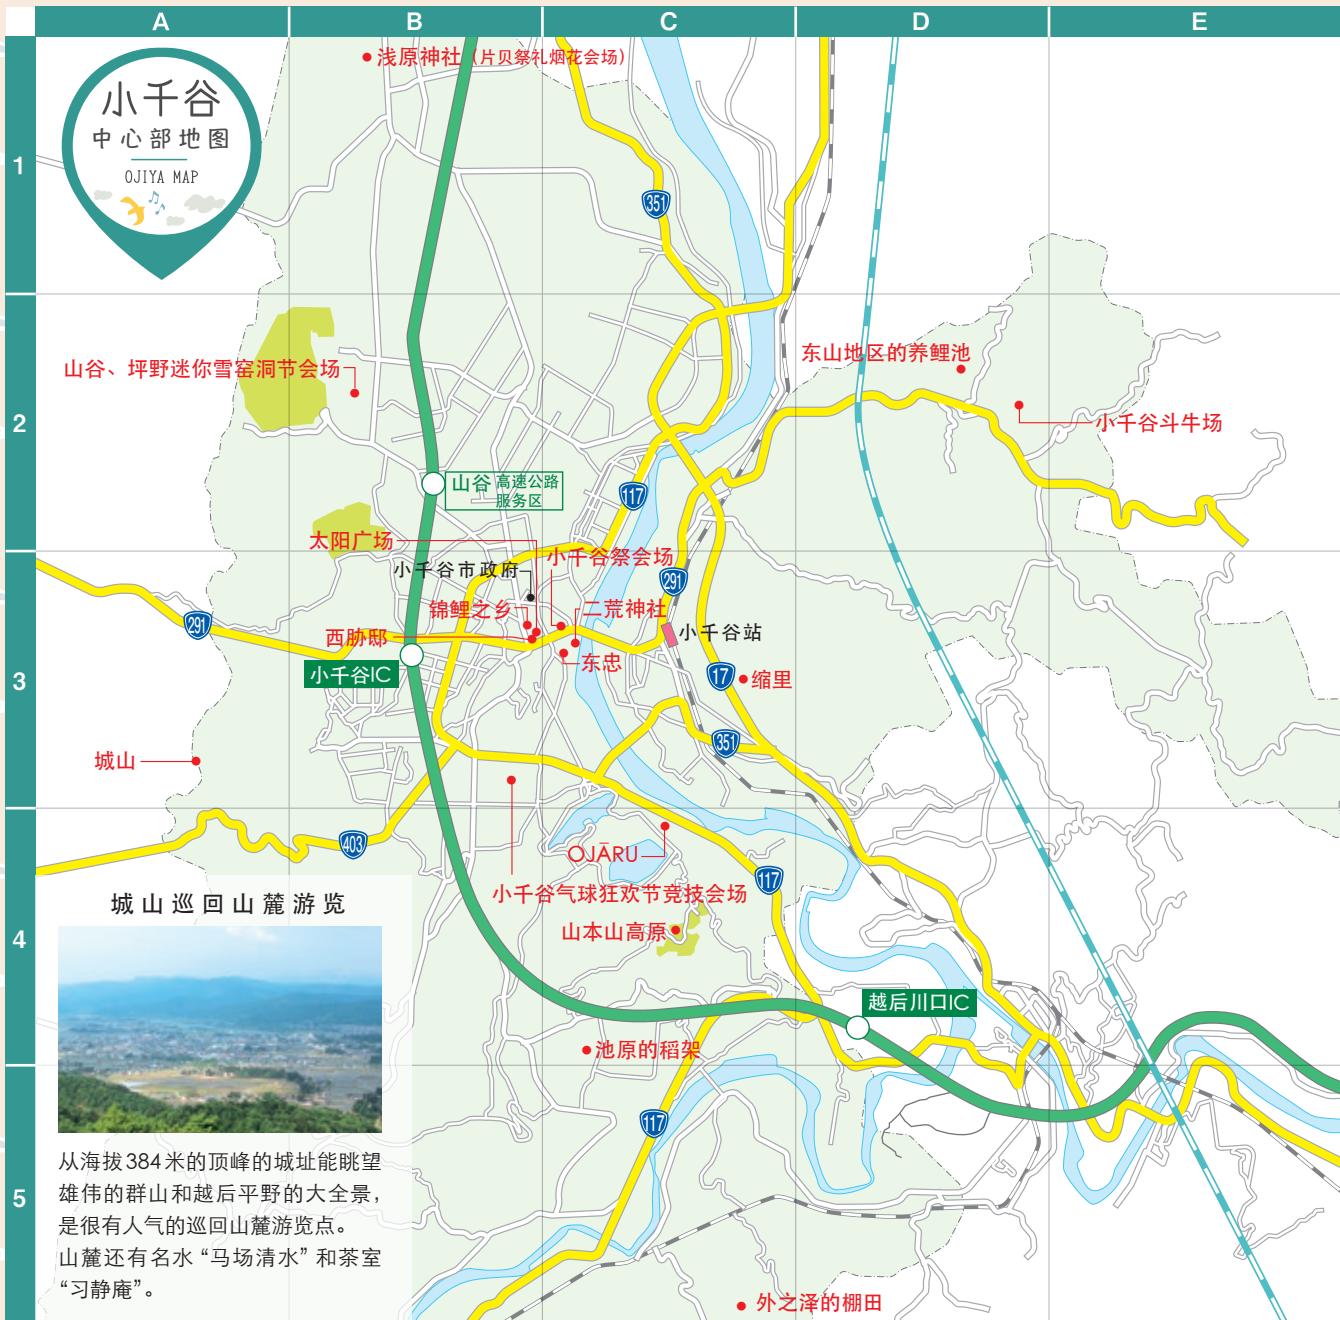 A
B
C
D
E
1
2
3
4
5
小千谷
中心部地图
OJIYA MAP
浅原神社（片贝祭礼烟花会场）
351
山谷、坪野迷你雪窑洞节会场
东山地区的养鲤池
小千谷斗牛场
山谷 高速公路
服务区
117
太阳广场
小千谷祭会场
小千谷市政府
291
锦鲤之乡
二荒神社
291
西胁邸
小千谷站
小千谷IC
东忠
17
缩里
351
城山
403
OJĀRU
117
小千谷气球狂欢节竞技会场
山本山高原
越后川口IC
池原的稻架
117
外之泽的棚田
城山巡回山麓游览
从海拔384米的顶峰的城址能眺望
雄伟的群山和越后平野的大全景，
是很有人气的巡回山麓游览点。
山麓还有名水“马场清水”和茶室
“习静庵”。